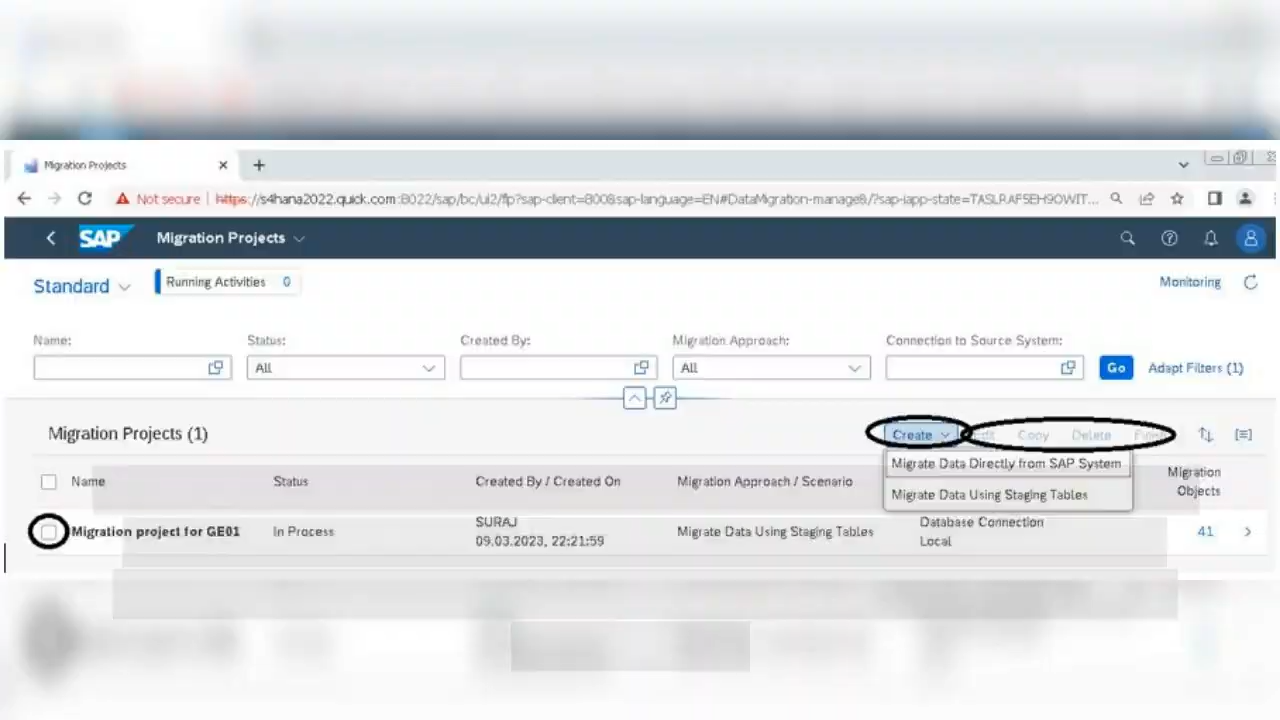 Migration Projects
Not secure | https://s4hana2022.quick.com:8022/sap/bc/ui2/flp?sap-client=800&sap-language=EN#DataMigration-manage&/?sap-iapp-state=TASLRAF5EH9OWIT...
SAP Migration Projects
Standard Running Activities 0 Monitoring
Name: Status: Created By: Migration Approach: Connection to Source System:
All All Go Adapt Filters (1)
Migration Projects (1) Create Copy Delete
Migrate Data Directly from SAP System
Migrate Data Using Staging Tables
Name Status Created By / Created On Migration Approach / Scenario Migration Objects
Migration project for GE01 In Process SURAJ Migrate Data Using Staging Tables Database Connection 41
09.03.2023, 22:21:59 Local